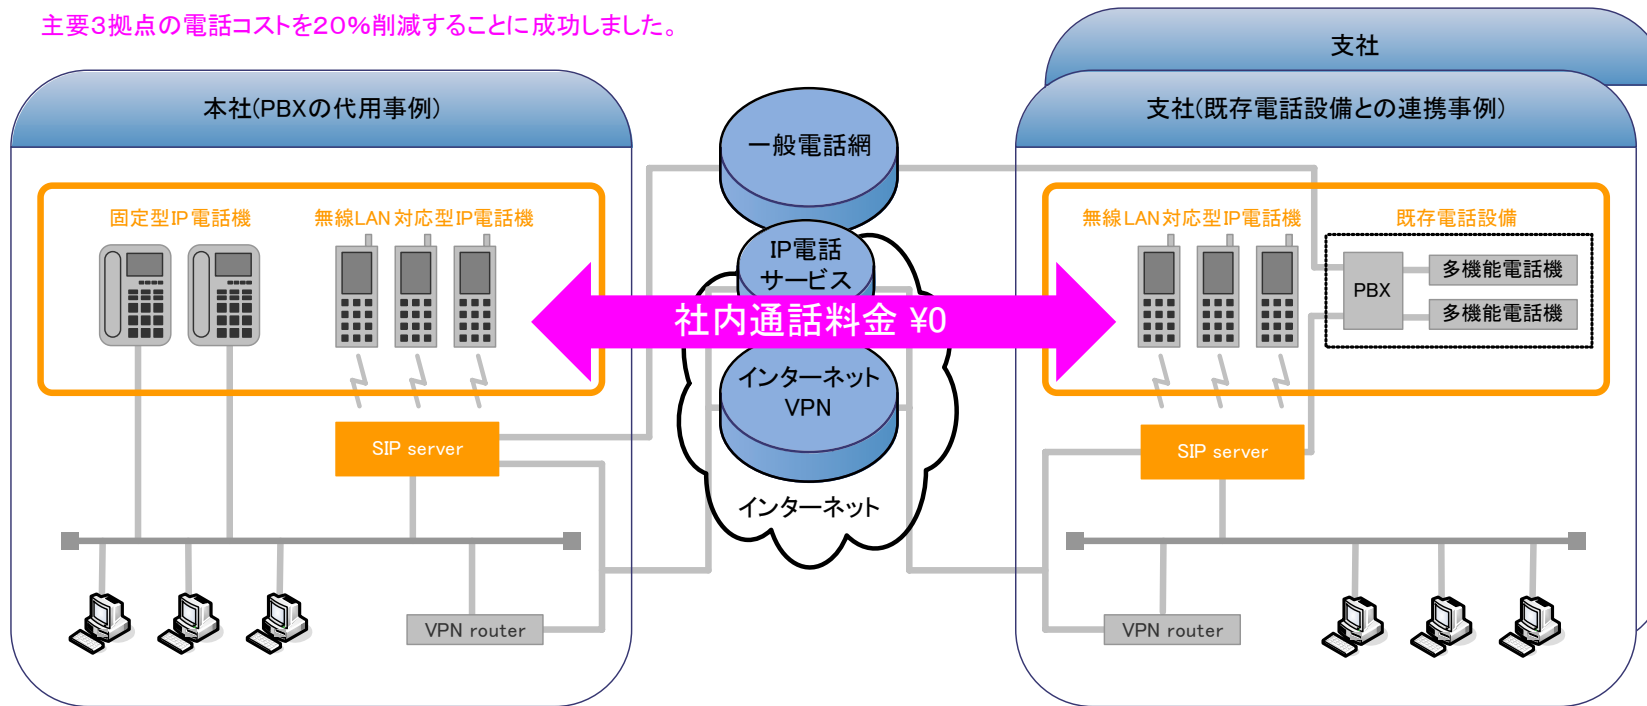 主要３拠点の電話コストを２０％削減することに成功しました。
支社
本社(PBXの代用事例)
支社(既存電話設備との連携事例)
一般電話網
固定型IP電話機
無線LAN対応型IP電話機
IP電話
サービス
無線LAN対応型IP電話機
既存電話設備
PBX
多機能電話機
多機能電話機
社内通話料金 ¥0
インターネット
VPN
SIP server
SIP server
インターネット
VPN router
VPN router